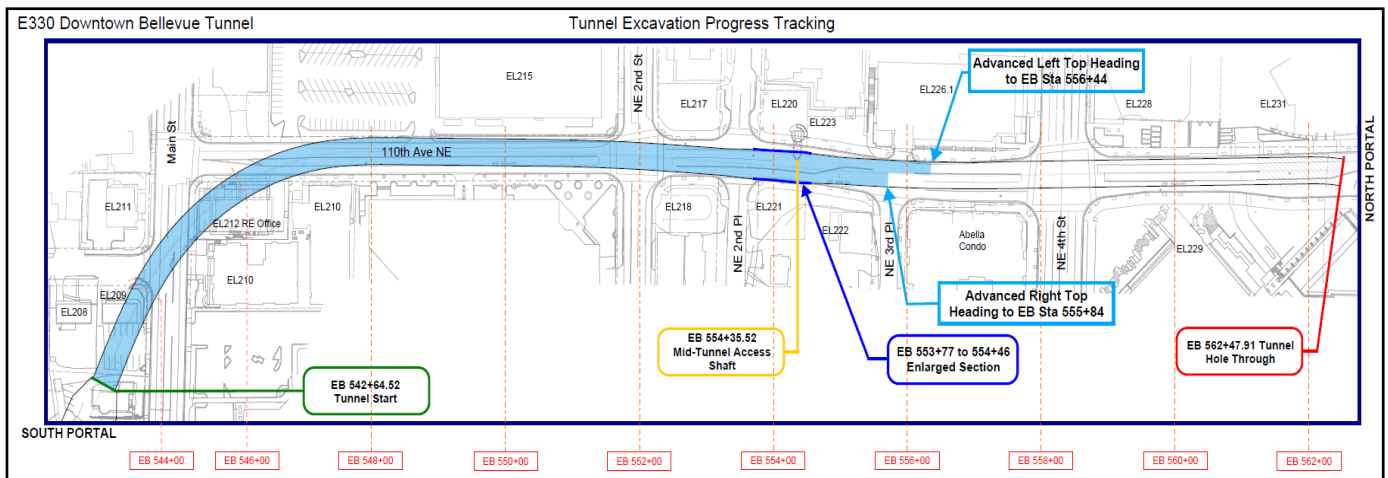 E330 Downtown Bellevue Tunnel
Tunnel Excavation Progress Tracking
EL215
NE 2nd St
EL217
EL220
EL223
EL226.1
Advanced Left Top Heading
to EB Sta 556+44
EL228
EL231
Main St
110th Ave NE
NORTH PORTAL
EL211
EL212 RE Office
EL210
EL218
NE 2nd Pl
EL221
EL222
NE 3rd Pl
Abella
Condo
NE 4th St
EL229
EL210
EL209
EL208
Advanced Right Top
Heading to EB Sta 555+84
EB 554+35.52
Mid-Tunnel Access
Shaft
EB 553+77 to 554+46
Enlarged Section
EB 562+47.91 Tunnel
Hole Through
EB 542+64.52
Tunnel Start
SOUTH PORTAL
EB 544+00
EB 546+00
EB 548+00
EB 550+00
EB 552+00
EB 554+00
EB 556+00
EB 558+00
EB 560+00
EB 562+00